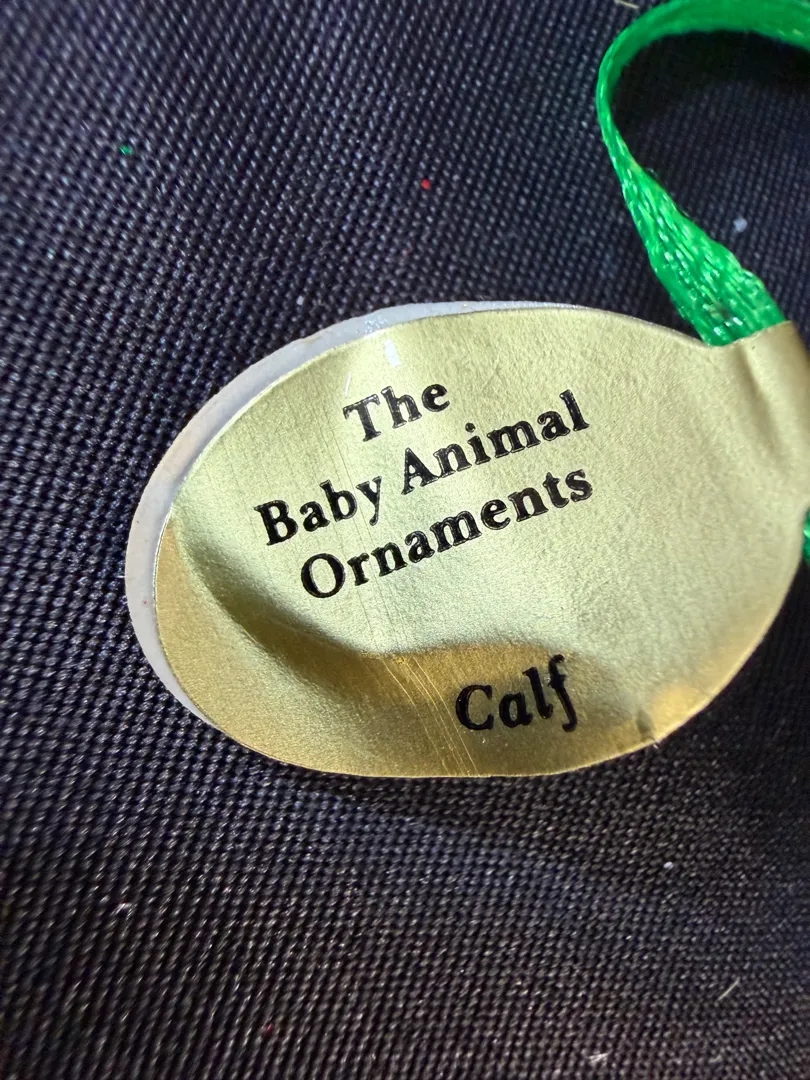 The
Baby Animal
Ornaments
Calf